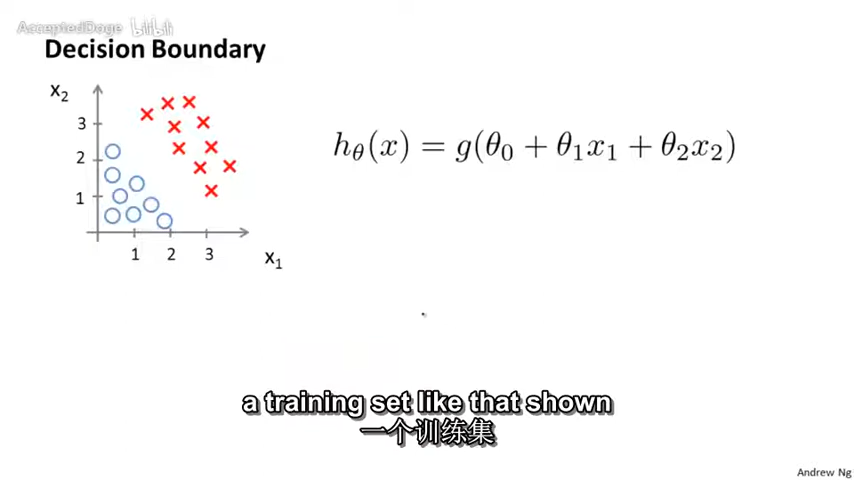 AcceptedDoge bilibili
Decision Boundary
x₂
3
2
1
1 2 3
x₁
hθ(x) = g(θ₀ + θ₁x₁ + θ₂x₂)
a training set like that shown
一个训练集
Andrew Ng